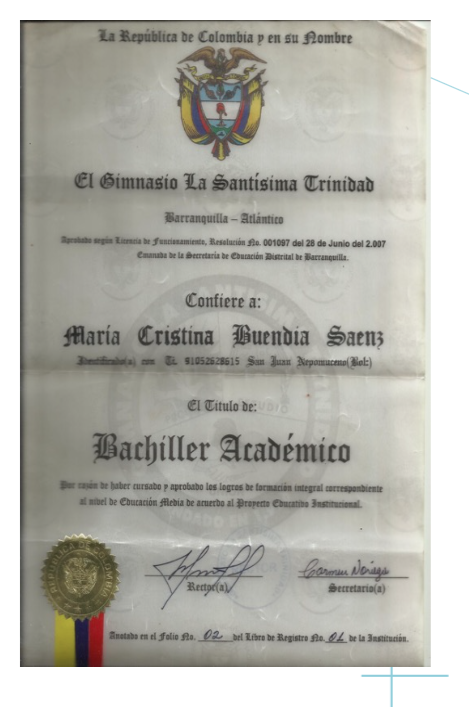 La República de Colombia y en su Nombre
El Gimnasio La Santísima Trinidad
Barranquilla – Atlántico
Aprobado según Licencia de Funcionamiento, Resolución No. 001097 del 28 de Junio del 2.007
Emanada de la Secretaría de Educación Distrital de Barranquilla.
Confiere a:
María Cristina Buendia Saenz
Identificado(a) con TI. 91052628615 San Juan Nepomuceno(Bol:)
El Titulo de:
Bachiller Académico
Por razón de haber cursado y aprobado los logros de formación integral correspondiente
al nivel de Educación Media de acuerdo al Proyecto Educativo Institucional.
Carmen Noriega
Rector(a) Secretario(a)
Anotado en el Folio No. 02 del Libro de Registro No. 01 de la Institución.